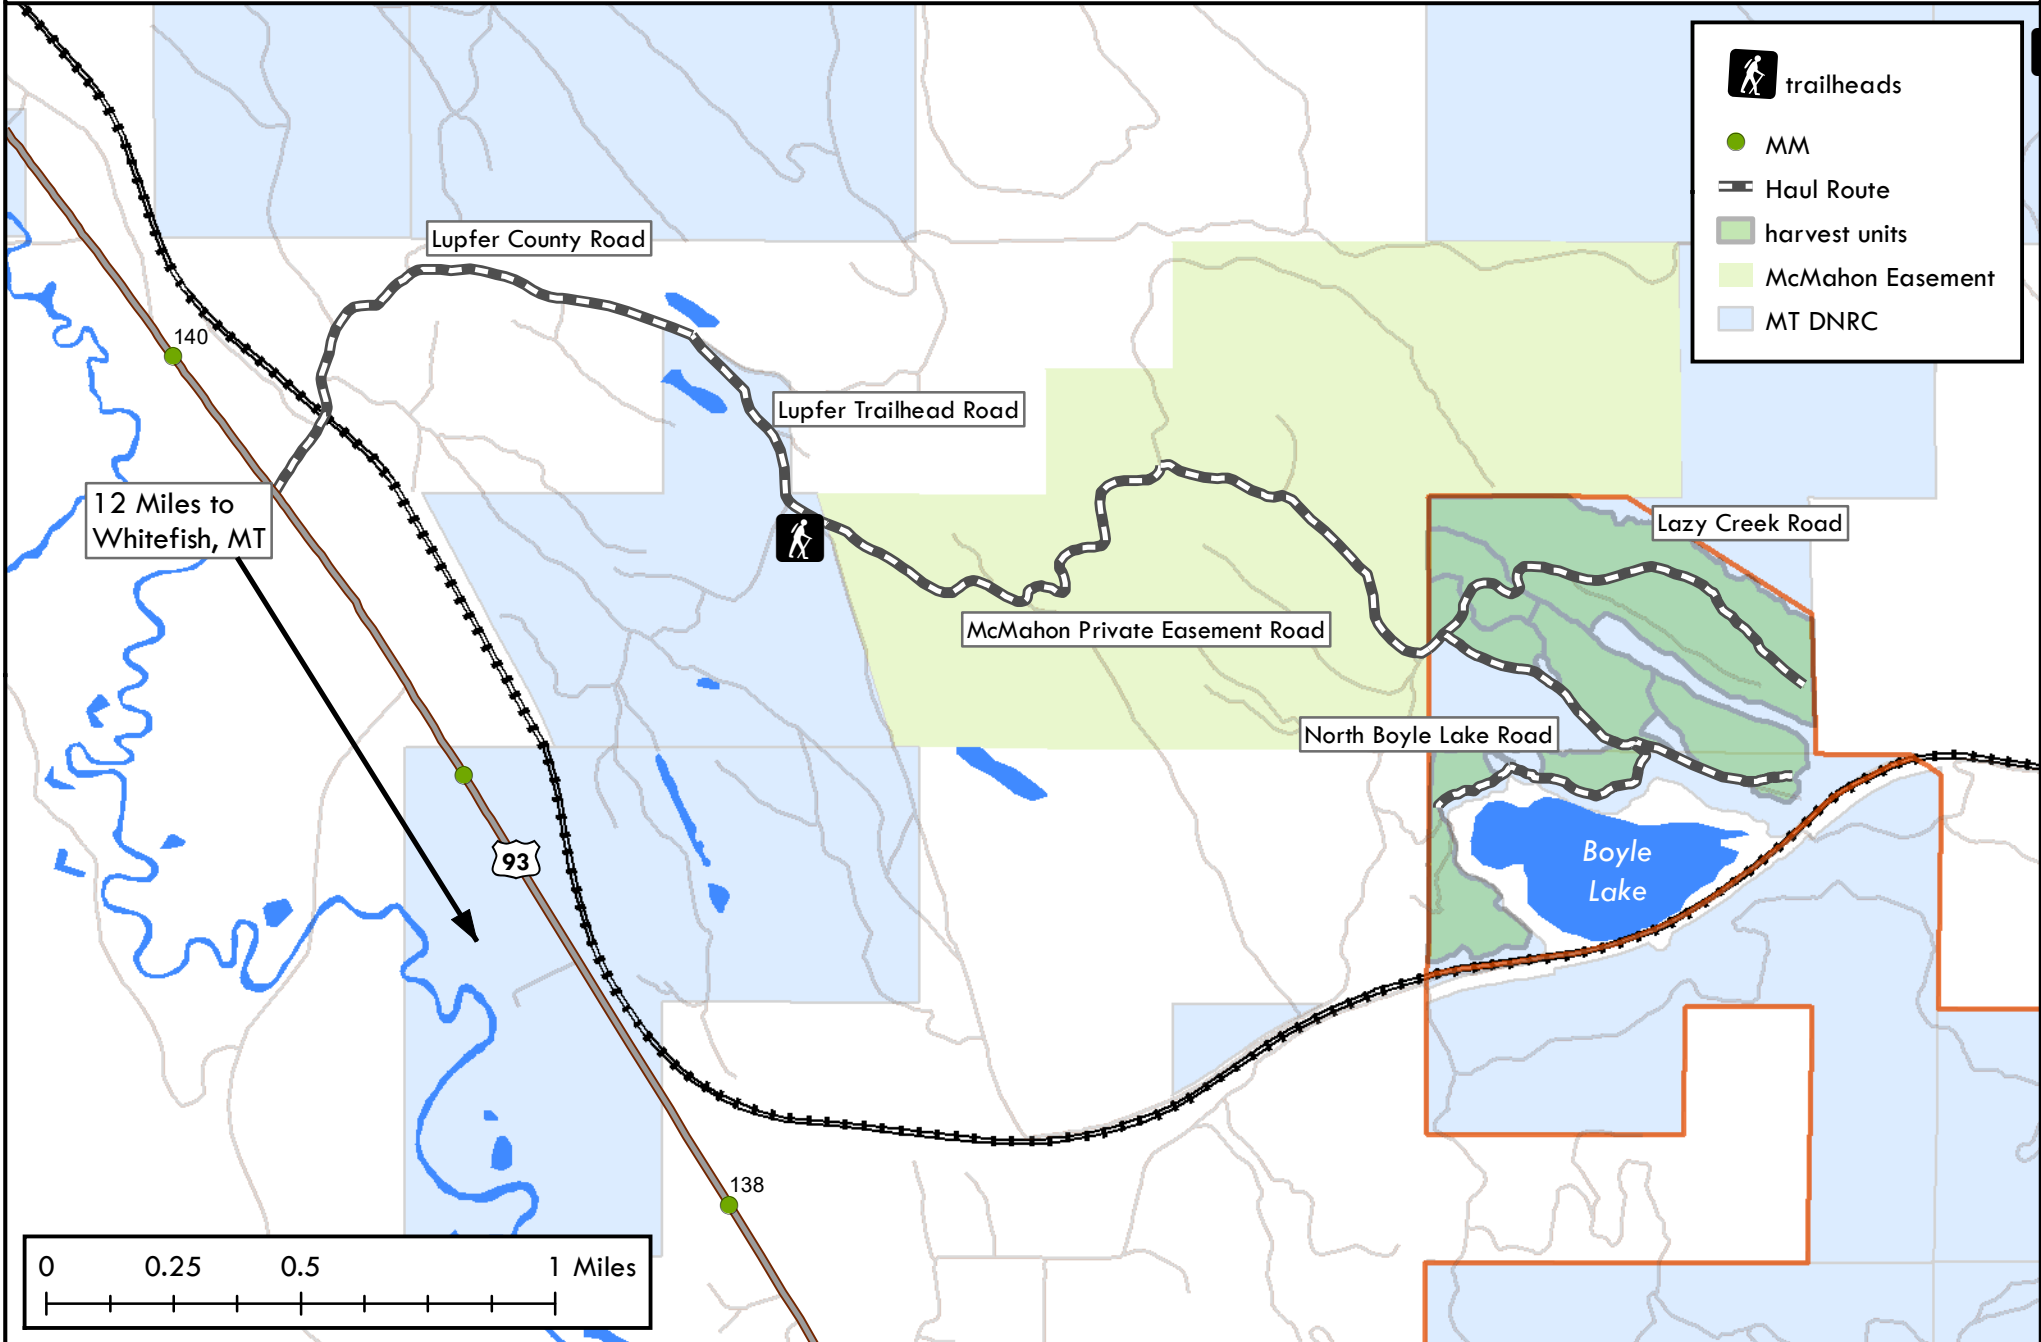 trailheads
MM
Haul Route
harvest units
McMahon Easement
MT DNRC
Lupfer County Road
140
Lupfer Trailhead Road
12 Miles to
Whitefish, MT
Lazy Creek Road
McMahon Private Easement Road
North Boyle Lake Road
93
Boyle
Lake
138
0 0.25 0.5 1 Miles